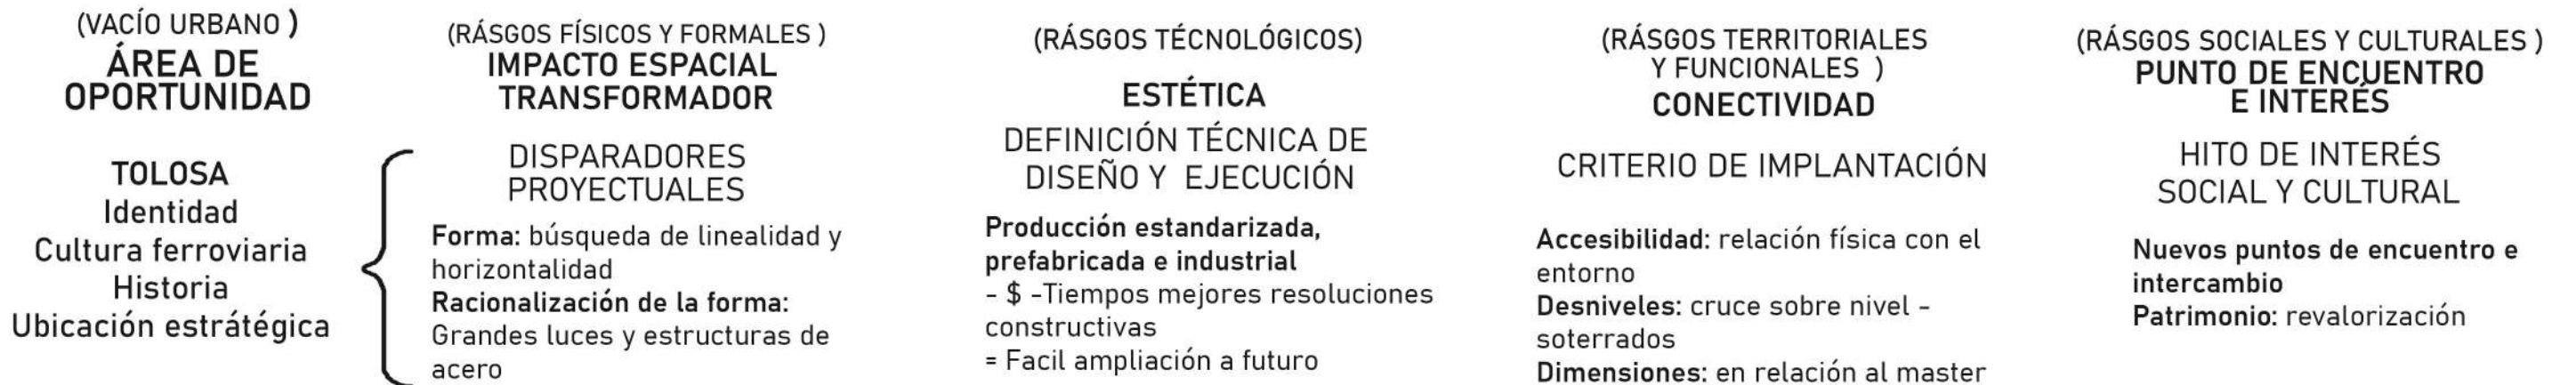 (VACÍO URBANO )
ÁREA DE
OPORTUNIDAD
TOLOSA
Identidad
Cultura ferroviaria
Historia
Ubicación estrátégica
(RÁSGOS FÍSICOS Y FORMALES )
IMPACTO ESPACIAL
TRANSFORMADOR
DISPARADORES
PROYECTUALES
Forma: búsqueda de linealidad y
horizontalidad
Racionalización de la forma:
Grandes luces y estructuras de
acero
(RÁSGOS TÉCNOLÓGICOS)
ESTÉTICA
DEFINICIÓN TÉCNICA DE
DISEÑO Y EJECUCIÓN
Producción estandarizada,
prefabricada e industrial
- $ -Tiempos mejores resoluciones
constructivas
= Facil ampliación a futuro
(RÁSGOS TERRITORIALES
Y FUNCIONALES )
CONECTIVIDAD
CRITERIO DE IMPLANTACIÓN
Accesibilidad: relación física con el
entorno
Desniveles: cruce sobre nivel -
soterrados
Dimensiones: en relación al master
(RÁSGOS SOCIALES Y CULTURALES )
PUNTO DE ENCUENTRO
E INTERÉS
HITO DE INTERÉS
SOCIAL Y CULTURAL
Nuevos puntos de encuentro e
intercambio
Patrimonio: revalorización